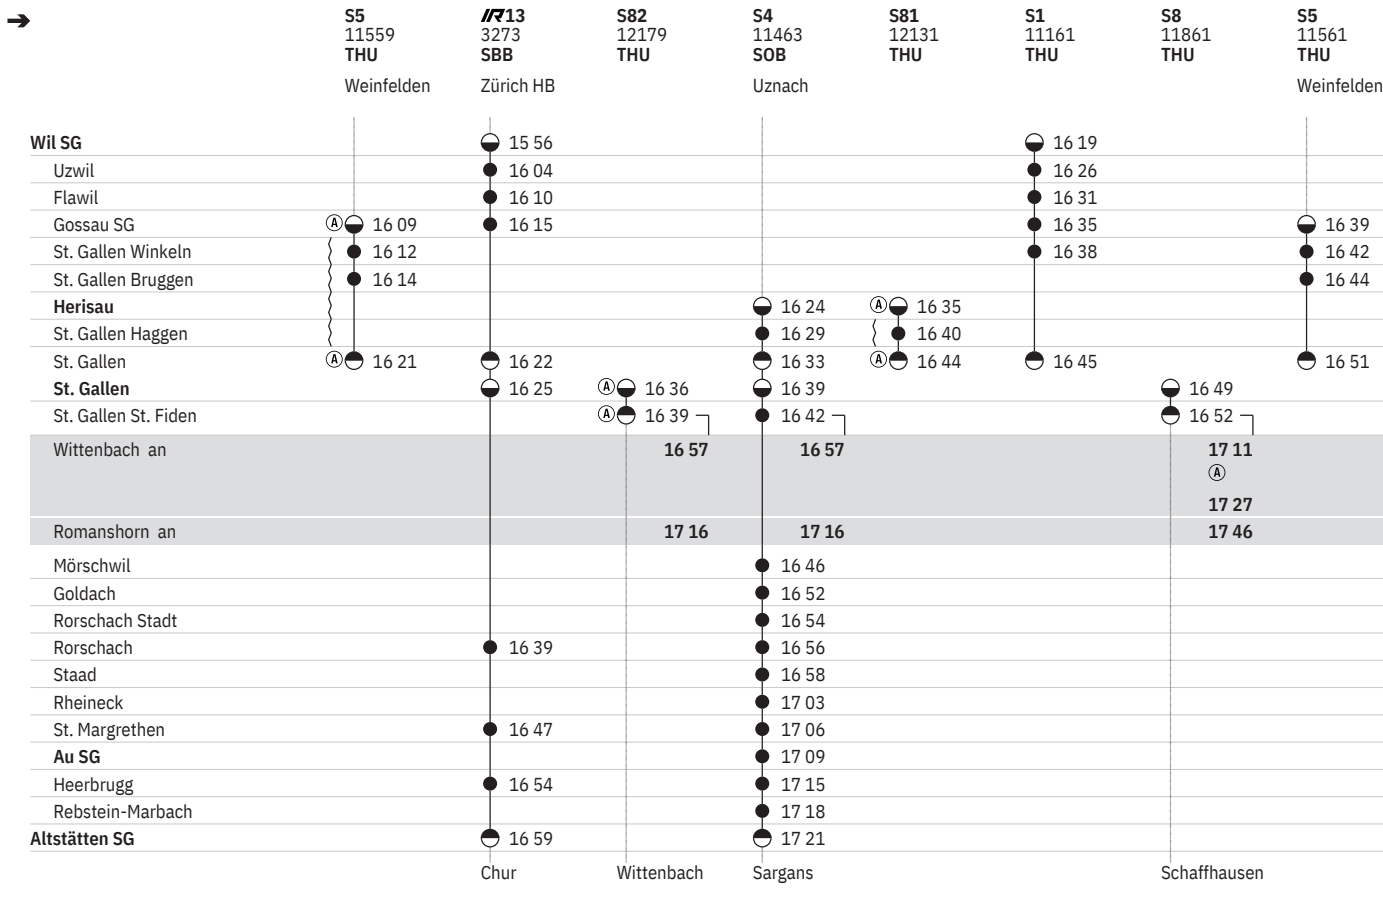 ➔ S5 IR13 S82 S4 S81 S1 S8 S5
11559 3273 12179 11463 12131 11161 11861 11561
THU SBB THU SOB THU THU THU THU
Weinfelden Zürich HB Uznach Weinfelden
Wil SG 15 56 16 19
Uzwil 16 04 16 26
Flawil 16 10 16 31
Gossau SG Ⓐ 16 09 16 15 16 35 16 39
St. Gallen Winkeln 16 12 16 38 16 42
St. Gallen Bruggen 16 14 16 44
Herisau 16 24 Ⓐ 16 35
St. Gallen Haggen 16 29 16 40
St. Gallen Ⓐ 16 21 16 22 16 33 Ⓐ 16 44 16 45 16 51
St. Gallen 16 25 Ⓐ 16 36 16 39 16 49
St. Gallen St. Fiden Ⓐ 16 39 16 42 16 52
Wittenbach an 16 57 16 57 17 11
Ⓐ
17 27
Romanshorn an 17 16 17 16 17 46
Mörschwil 16 46
Goldach 16 52
Rorschach Stadt 16 54
Rorschach 16 39 16 56
Staad 16 58
Rheineck 17 03
St. Margrethen 16 47 17 06
Au SG 17 09
Heerbrugg 16 54 17 15
Rebstein-Marbach 17 18
Altstätten SG 16 59 17 21
Chur Wittenbach Sargans Schaffhausen